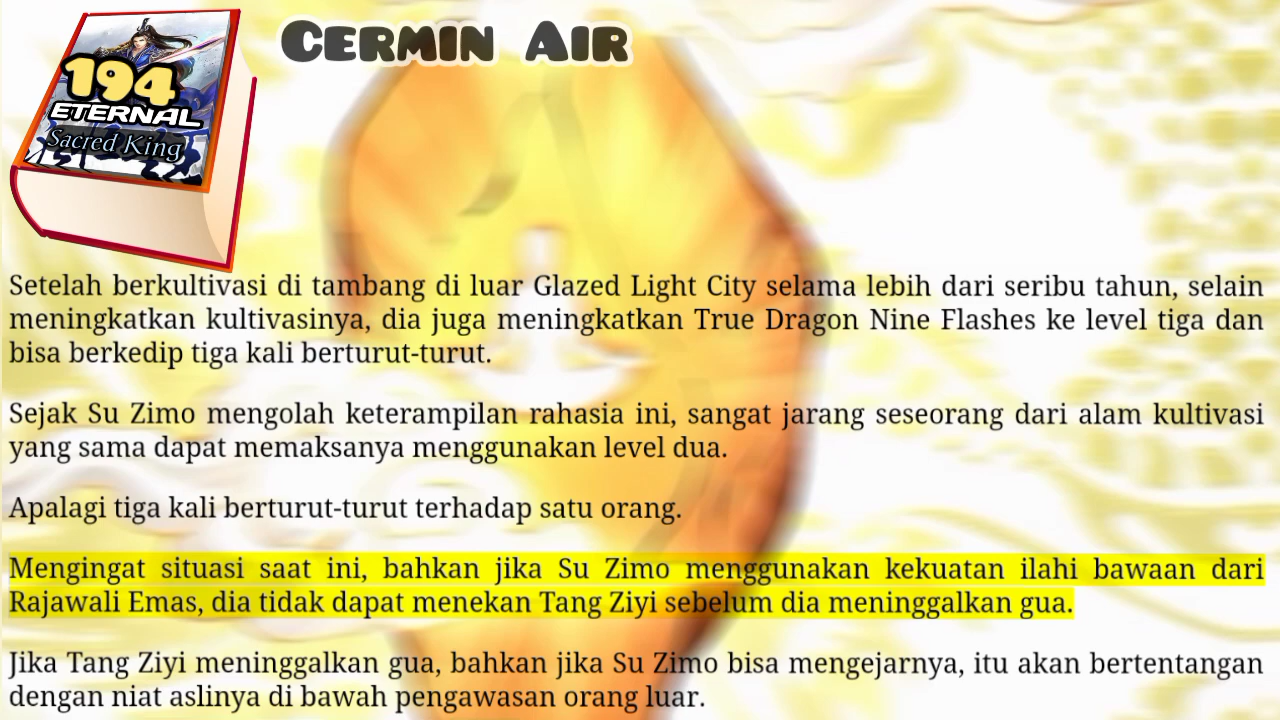 Cermin Air
194
ETERNAL
Sacred King
Setelah berkultivasi di tambang di luar Glazed Light City selama lebih dari seribu tahun, selain
meningkatkan kultivasinya, dia juga meningkatkan True Dragon Nine Flashes ke level tiga dan
bisa berkedip tiga kali berturut-turut.
Sejak Su Zimo mengolah keterampilan rahasia ini, sangat jarang seseorang dari alam kultivasi
yang sama dapat memaksanya menggunakan level dua.
Apalagi tiga kali berturut-turut terhadap satu orang.
Mengingat situasi saat ini, bahkan jika Su Zimo menggunakan kekuatan ilahi bawaan dari
Rajawali Emas, dia tidak dapat menekan Tang Ziyi sebelum dia meninggalkan gua.
Jika Tang Ziyi meninggalkan gua, bahkan jika Su Zimo bisa mengejarnya, itu akan bertentangan
dengan niat aslinya di bawah pengawasan orang luar.